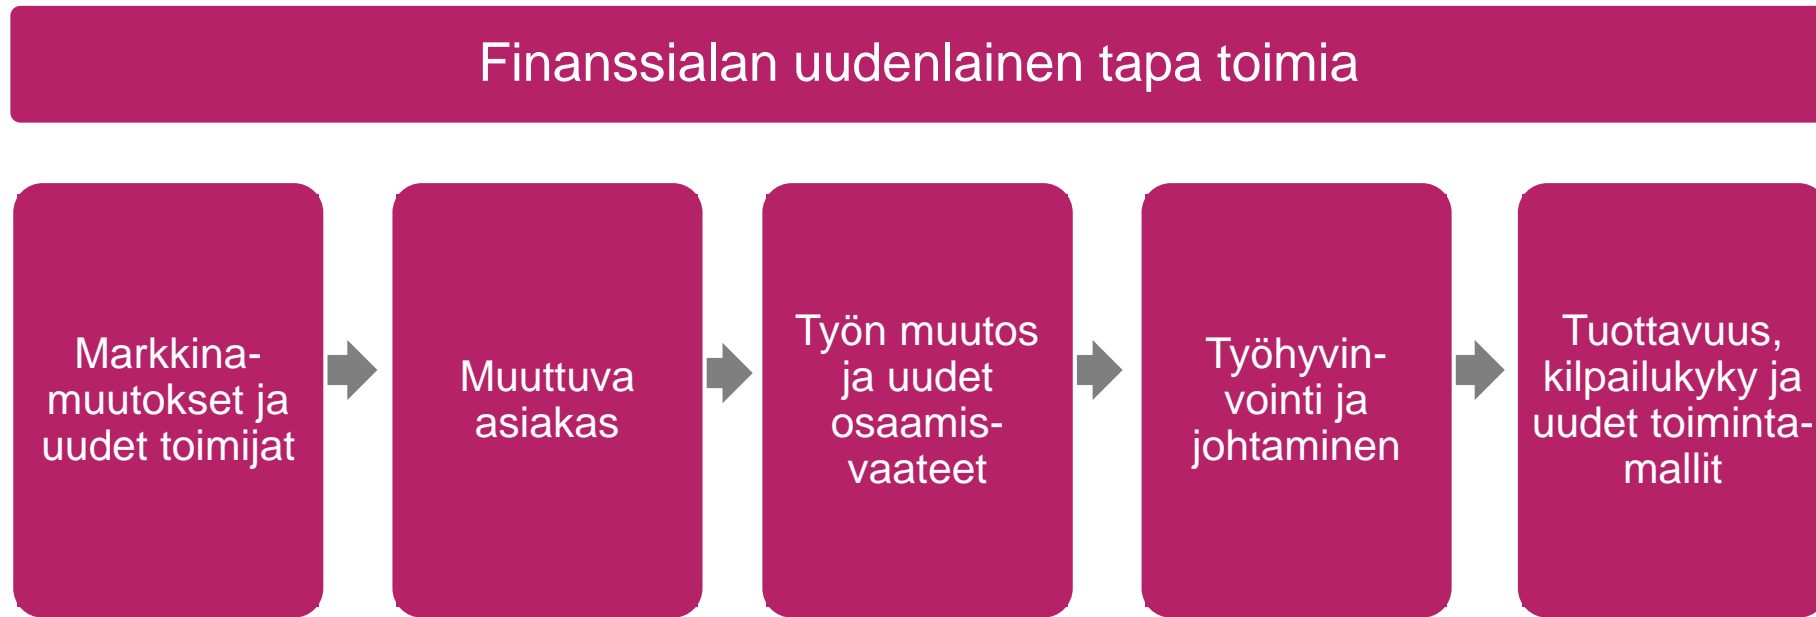 Finanssialan uudenlainen tapa toimia
Markkina-
muutokset ja
uudet toimijat
Muuttuva
asiakas
Työn muutos
ja uudet
osaamis-
vaateet
Työhyvin-
vointi ja
johtaminen
Tuottavuus,
kilpailukyky ja
uudet toiminta-
mallit